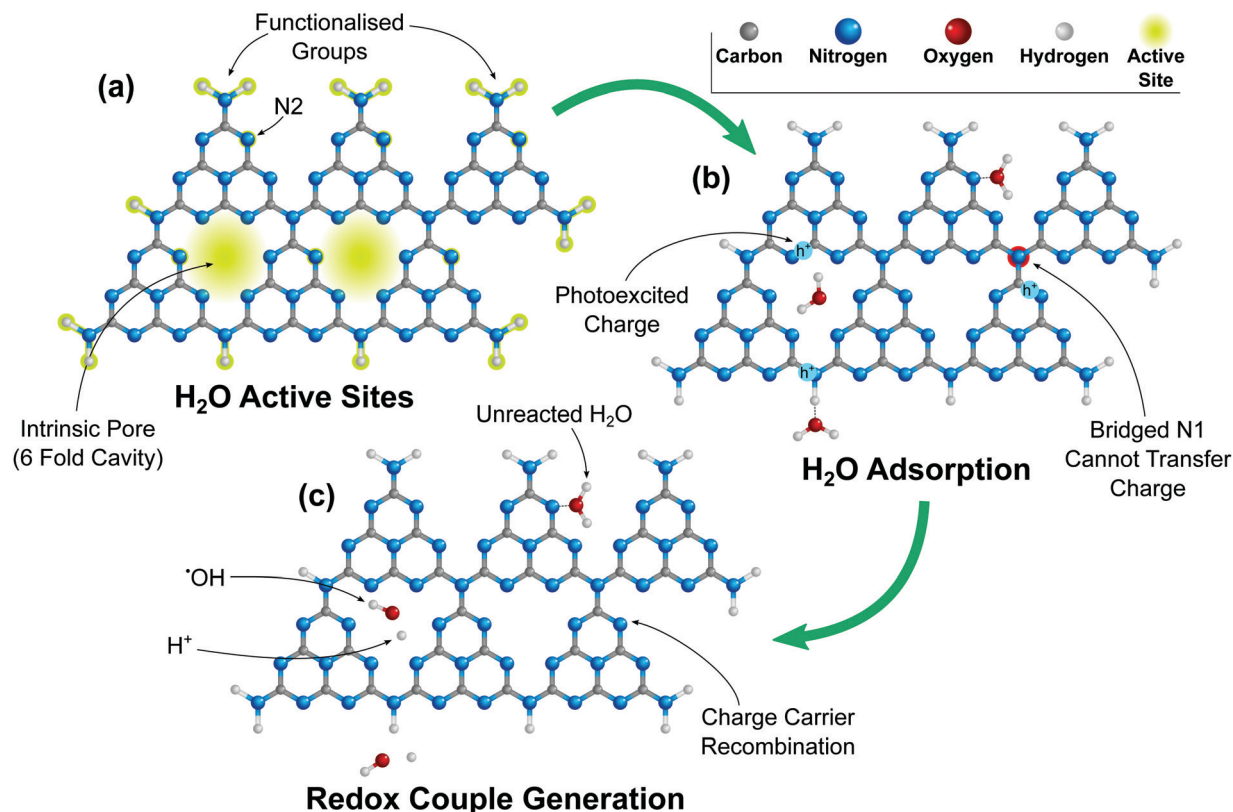 Functionalised
Groups
Carbon
Nitrogen
Oxygen
Hydrogen
Active
Site
(a)
N2
H₂O Active Sites
Intrinsic Pore
(6 Fold Cavity)
(b)
h⁺
h⁺
h⁺
Photoexcited
Charge
Bridged N1
Cannot Transfer
Charge
H₂O Adsorption
Unreacted H₂O
(c)
•OH
H⁺
Charge Carrier
Recombination
Redox Couple Generation